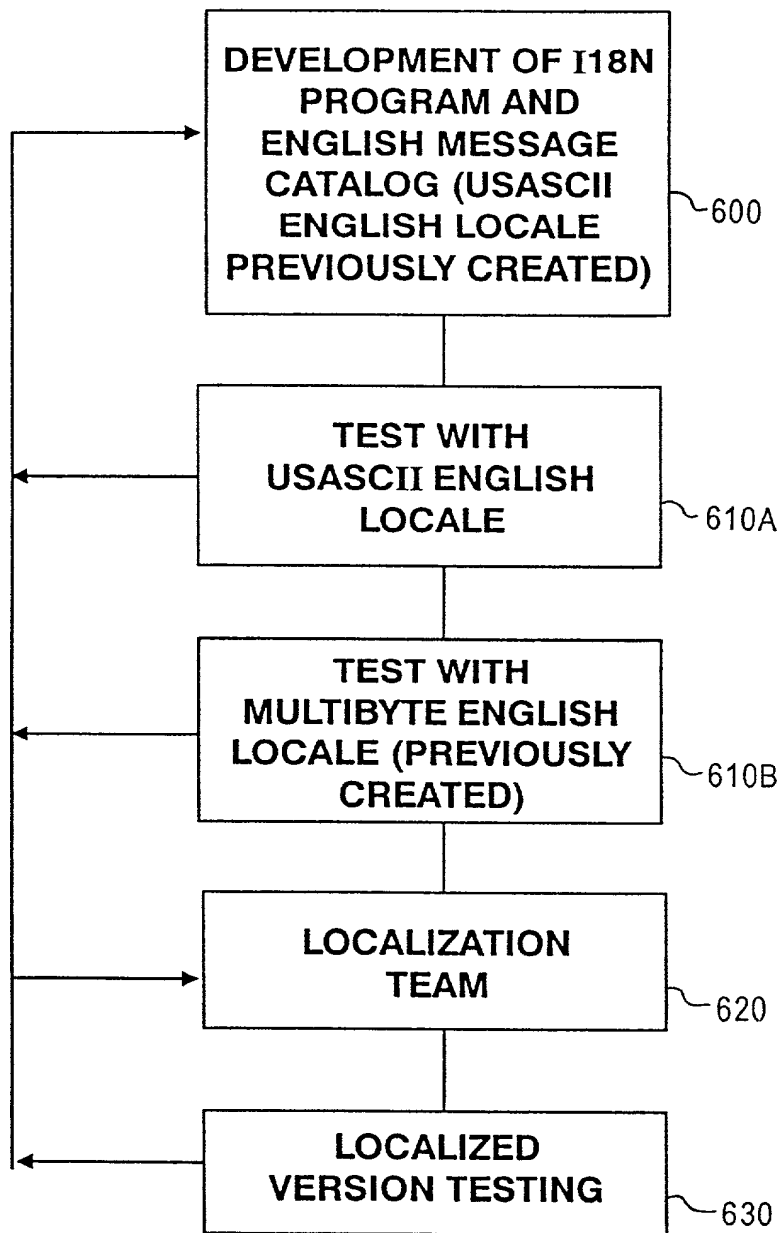 DEVELOPMENT OF I18N
PROGRAM AND
ENGLISH MESSAGE
CATALOG (USASCII
ENGLISH LOCALE
PREVIOUSLY CREATED)
600
TEST WITH
USASCII ENGLISH
LOCALE
610A
TEST WITH
MULTIBYTE ENGLISH
LOCALE (PREVIOUSLY
CREATED)
610B
LOCALIZATION
TEAM
620
LOCALIZED
VERSION TESTING
630